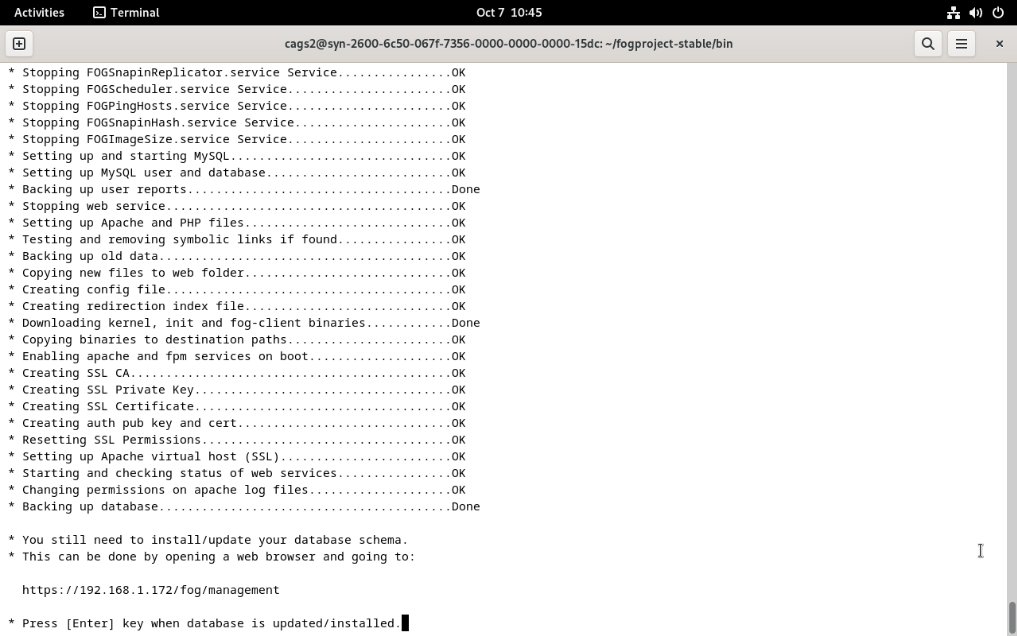 Activities Terminal Oct 7 10:45
cags2@syn-2600-6c50-067f-7356-0000-0000-0000-15dc: ~/fogproject-stable/bin
* Stopping FOGSnapinReplicator.service Service................OK
* Stopping FOGScheduler.service Service.......................OK
* Stopping FOGPingHosts.service Service.......................OK
* Stopping FOGSnapinHash.service Service......................OK
* Stopping FOGImageSize.service Service.......................OK
* Setting up and starting MySQL...............................OK
* Setting up MySQL user and database..........................OK
* Backing up user reports.....................................Done
* Stopping web service........................................OK
* Setting up Apache and PHP files.............................OK
* Testing and removing symbolic links if found................OK
* Backing up old data.........................................OK
* Copying new files to web folder.............................OK
* Creating config file........................................OK
* Creating redirection index file.............................OK
* Downloading kernel, init and fog-client binaries............Done
* Copying binaries to destination paths.......................OK
* Enabling apache and fpm services on boot....................OK
* Creating SSL CA.............................................OK
* Creating SSL Private Key....................................OK
* Creating SSL Certificate....................................OK
* Creating auth pub key and cert..............................OK
* Resetting SSL Permissions...................................OK
* Setting up Apache virtual host (SSL)........................OK
* Starting and checking status of web services................OK
* Changing permissions on apache log files....................OK
* Backing up database.........................................Done
* You still need to install/update your database schema.
* This can be done by opening a web browser and going to:
https://192.168.1.172/fog/management
* Press [Enter] key when database is updated/installed.